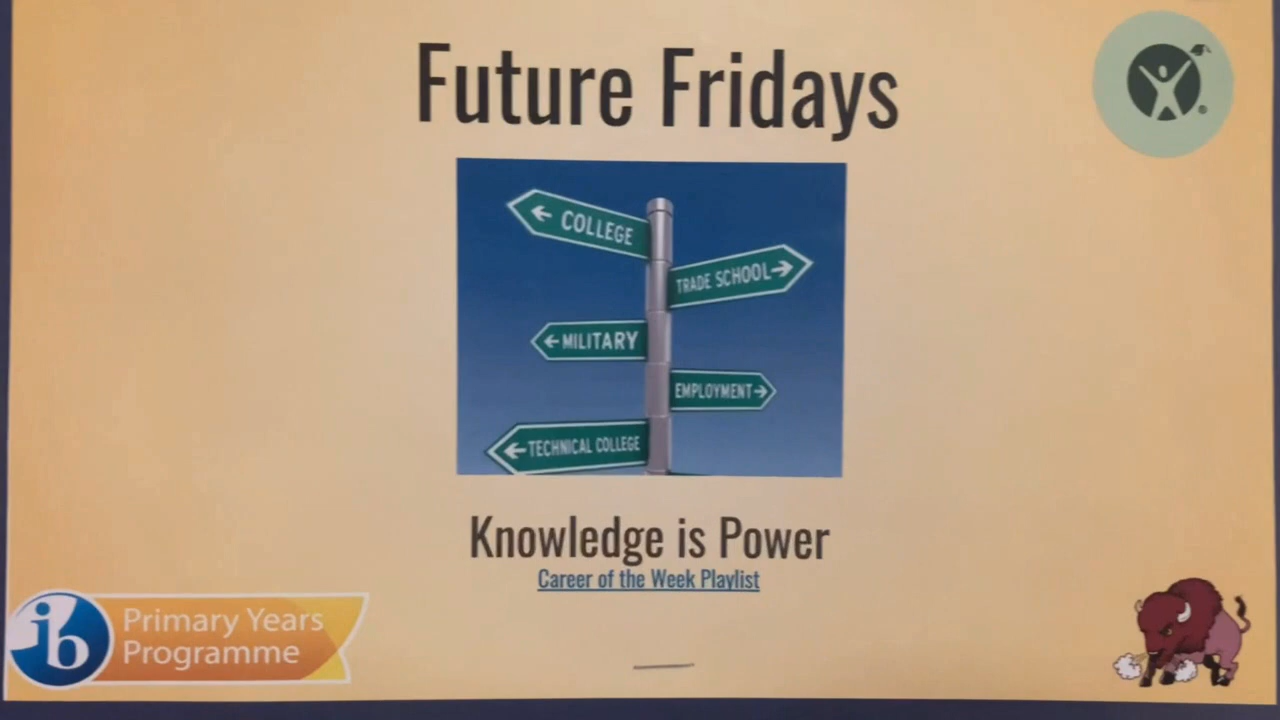 Future Fridays
COLLEGE
TRADE SCHOOL
MILITARY
EMPLOYMENT
TECHNICAL COLLEGE
Knowledge is Power
Career of the Week Playlist
ib
Primary Years
Programme